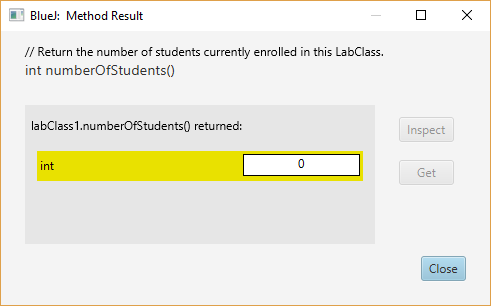 BlueJ:  Method Result
// Return the number of students currently enrolled in this LabClass.
int numberOfStudents()
labClass1.numberOfStudents() returned:
int 0
Inspect
Get
Close